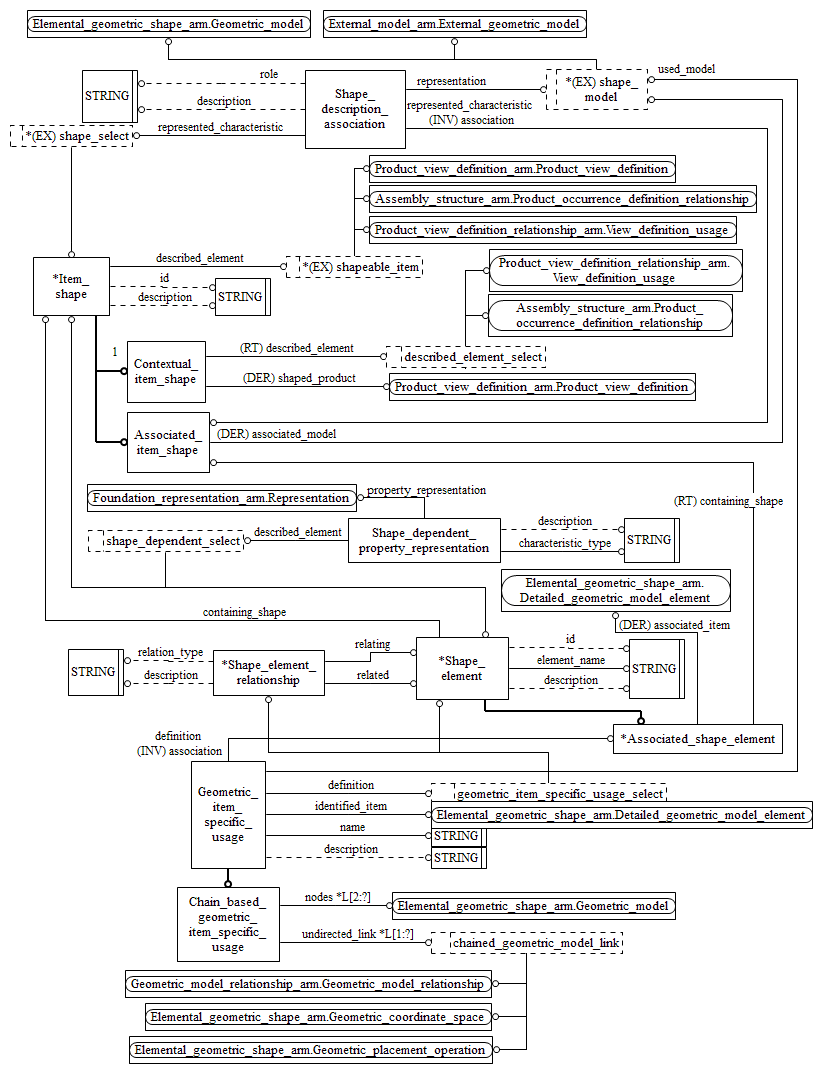 Elemental_geometric_shape_arm.Geometric_model
External_model_arm.External_geometric_model
used_model
role
STRING
description
Shape_
description_
association
representation
*(EX) shape_
model
represented_characteristic
(INV) association
*(EX) shape_select
represented_characteristic
Product_view_definition_arm.Product_view_definition
Assembly_structure_arm.Product_occurrence_definition_relationship
Product_view_definition_relationship_arm.View_definition_usage
*Item_
shape
described_element
*(EX) shapeable_item
id
description
STRING
Product_view_definition_relationship_arm.
View_definition_usage
Assembly_structure_arm.Product_
occurrence_definition_relationship
1
Contextual_
item_shape
(RT) described_element
described_element_select
(DER) shaped_product
Product_view_definition_arm.Product_view_definition
Associated_
item_shape
(DER) associated_model
(RT) containing_shape
Foundation_representation_arm.Representation
property_representation
shape_dependent_select
described_element
Shape_dependent_
property_representation
description
characteristic_type
STRING
Elemental_geometric_shape_arm.
Detailed_geometric_model_element
containing_shape
(DER) associated_item
STRING
relation_type
description
*Shape_element_
relationship
relating
related
*Shape_
element
id
element_name
description
STRING
definition
(INV) association
*Associated_shape_element
Geometric_
item_
specific_
usage
definition
geometric_item_specific_usage_select
identified_item
Elemental_geometric_shape_arm.Detailed_geometric_model_element
name
STRING
description
STRING
Chain_based_
geometric_
item_specific_
usage
nodes *L[2:?]
Elemental_geometric_shape_arm.Geometric_model
undirected_link *L[1:?]
chained_geometric_model_link
Geometric_model_relationship_arm.Geometric_model_relationship
Elemental_geometric_shape_arm.Geometric_coordinate_space
Elemental_geometric_shape_arm.Geometric_placement_operation